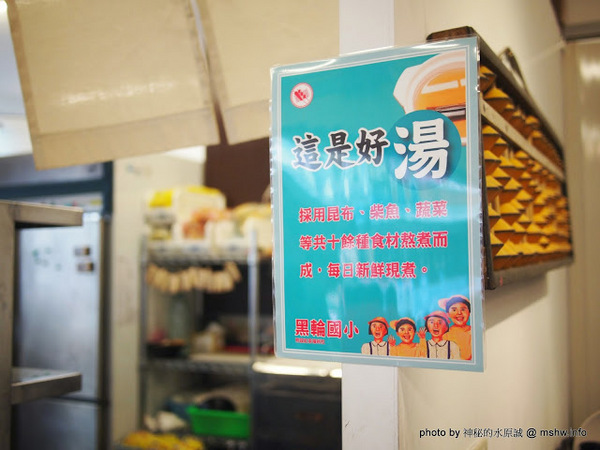 這是好湯
採用昆布、柴魚、蔬菜
等共十餘種食材熬煮而
成，每日新鮮現煮。
黑輪國小
photo by 神秘的水原誠 @ mshw.info